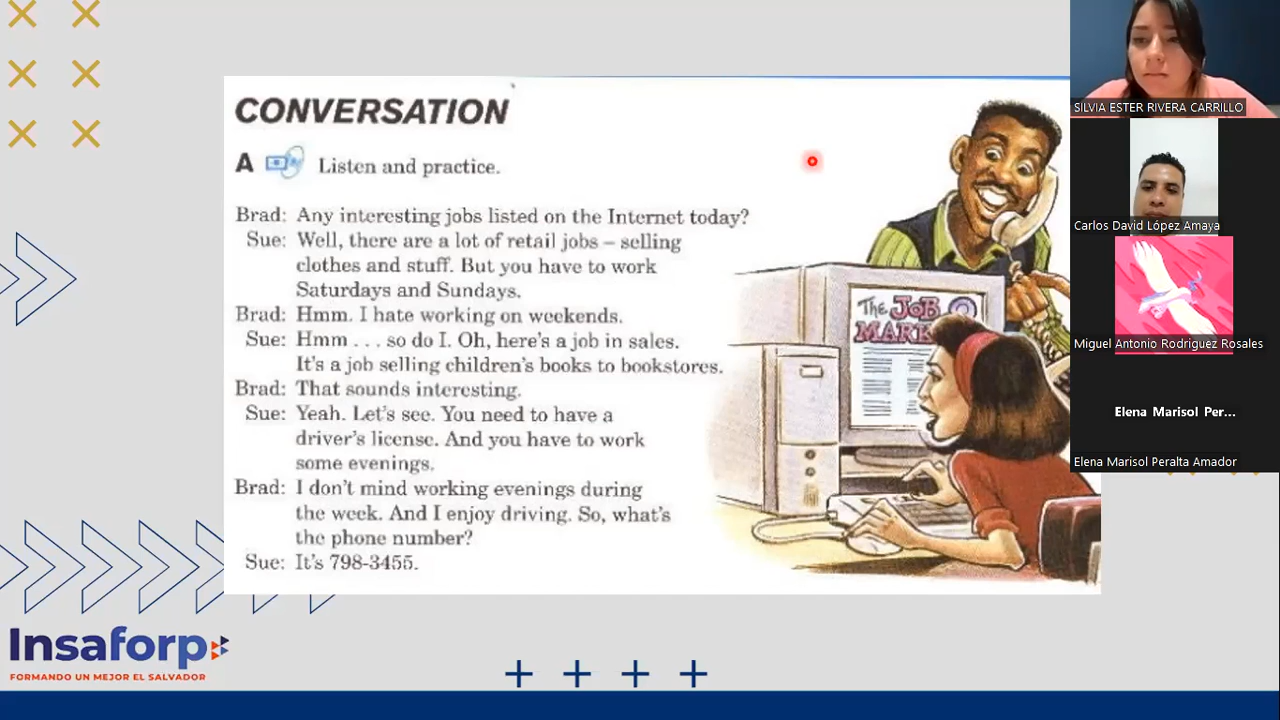 CONVERSATION
A Listen and practice.
Brad: Any interesting jobs listed on the Internet today?
Sue: Well, there are a lot of retail jobs – selling
clothes and stuff. But you have to work
Saturdays and Sundays.
Brad: Hmm. I hate working on weekends.
Sue: Hmm . . . so do I. Oh, here's a job in sales.
It's a job selling children's books to bookstores.
Brad: That sounds interesting.
Sue: Yeah. Let's see. You need to have a
driver's license. And you have to work
some evenings.
Brad: I don't mind working evenings during
the week. And I enjoy driving. So, what's
the phone number?
Sue: It's 798-3455.
The JOB
Insaforp
FORMANDO UN MEJOR EL SALVADOR
SILVIA ESTER RIVERA CARRILLO
Carlos David López Amaya
Miguel Antonio Rodriguez Rosales
Elena Marisol Per...
Elena Marisol Peralta Amador